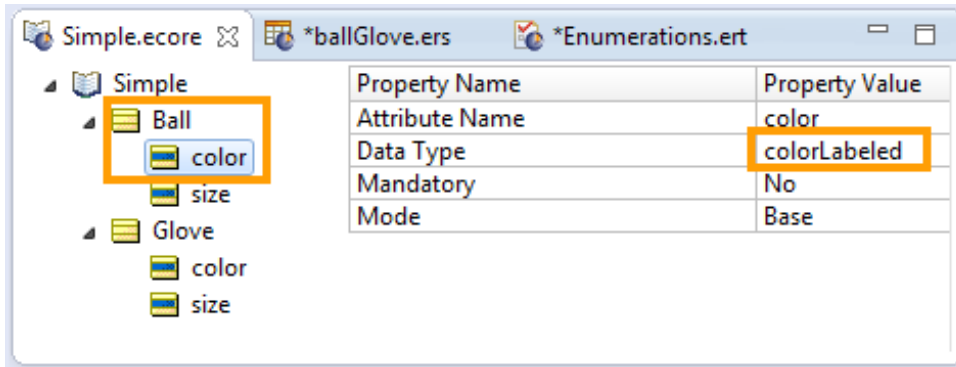 Simple.ecore *ballGlove.ers *Enumerations.ert
Simple
Ball
color
size
Glove
color
size
Property Name Property Value
Attribute Name color
Data Type colorLabeled
Mandatory No
Mode Base